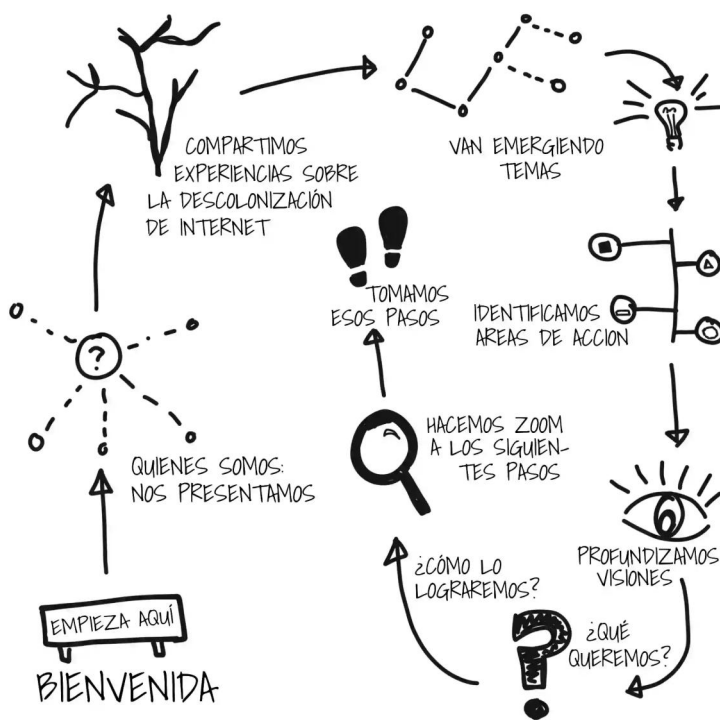 EMPIEZA AQUÍ
BIENVENIDA
QUIENES SOMOS:
NOS PRESENTAMOS
COMPARTIMOS
EXPERIENCIAS SOBRE
LA DESCOLONIZACIÓN
DE INTERNET
VAN EMERGIENDO
TEMAS
IDENTIFICAMOS
AREAS DE ACCION
PROFUNDIZAMOS
VISIONES
¿QUÉ
QUEREMOS?
¿CÓMO LO
LOGRAREMOS?
HACEMOS ZOOM
A LOS SIGUIEN-
TES PASOS
TOMAMOS
ESOS PASOS